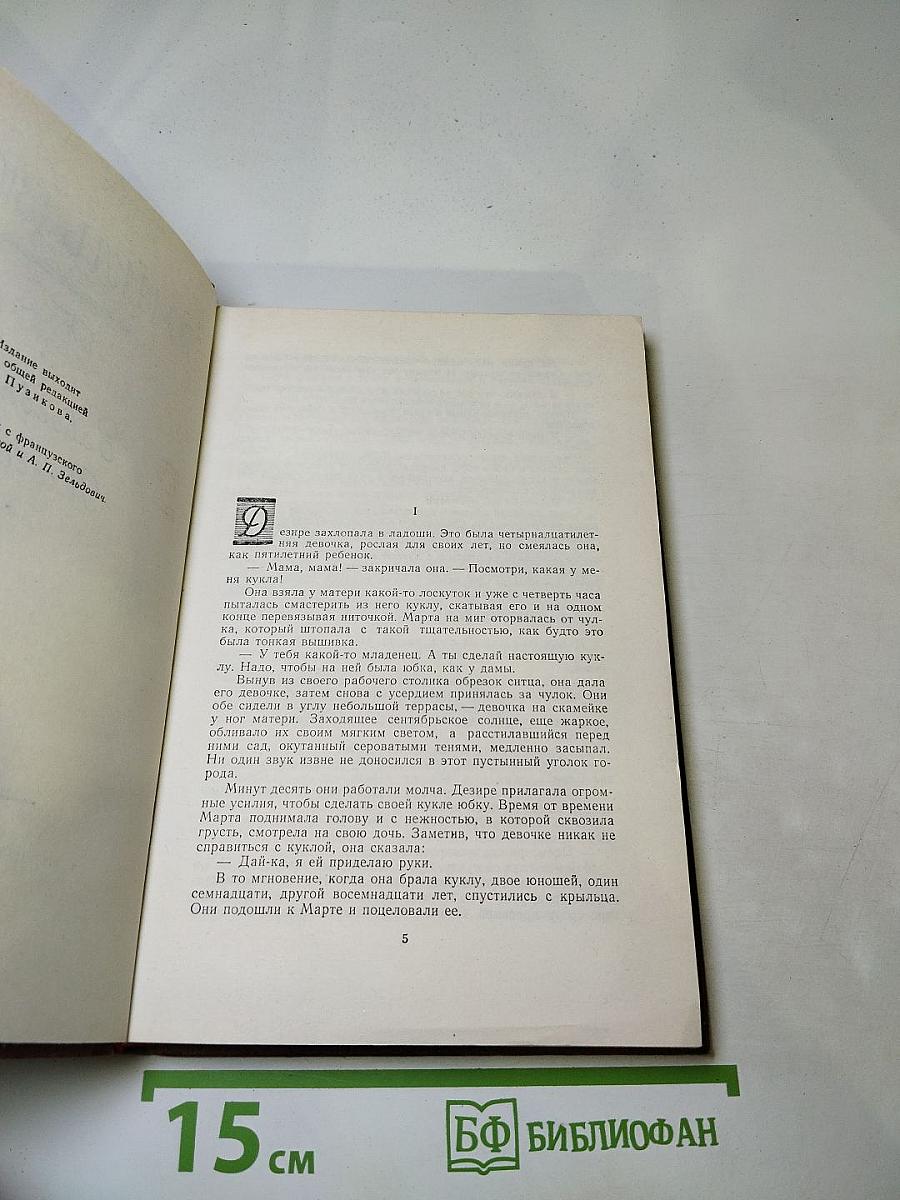 Издание выходит
общей редакцией
Пузикова.
с французского
ой и А. П. Зельдович.
I
Дезире захлопала в ладоши. Это была четырнадцатилет-
няя девочка, рослая для своих лет, но смеялась она,
как пятилетний ребенок.
— Мама, мама! — закричала она. — Посмотри, какая у ме-
ня кукла!
Она взяла у матери какой-то лоскуток и уже с четверть часа
пыталась смастерить из него куклу, скатывая его и на одном
конце перевязывая ниточкой. Марта на миг оторвалась от чул-
ка, который штопала с такой тщательностью, как будто это
была тонкая вышивка.
— У тебя какой-то младенец. А ты сделай настоящую кук-
лу. Надо, чтобы на ней была юбка, как у дамы.
Вынув из своего рабочего столика обрезок ситца, она дала
его девочке, затем снова с усердием принялась за чулок. Они
обе сидели в углу небольшой террасы, — девочка на скамейке
у ног матери. Заходящее сентябрьское солнце, еще жаркое,
обливало их своим мягким светом, а расстилавшийся перед
ними сад, окутанный сероватыми тенями, медленно засыпал.
Ни один звук извне не доносился в этот пустынный уголок го-
рода.
Минут десять они работали молча. Дезире прилагала огром-
ные усилия, чтобы сделать своей кукле юбку. Время от времени
Марта поднимала голову и с нежностью, в которой сквозила
грусть, смотрела на свою дочь. Заметив, что девочке никак не
справиться с куклой, она сказала:
— Дай-ка, я ей приделаю руки.
В то мгновение, когда она брала куклу, двое юношей, один
семнадцати, другой восемнадцати лет, спустились с крыльца.
Они подошли к Марте и поцеловали ее.
5
15 см
БФ БИБЛИОФАН